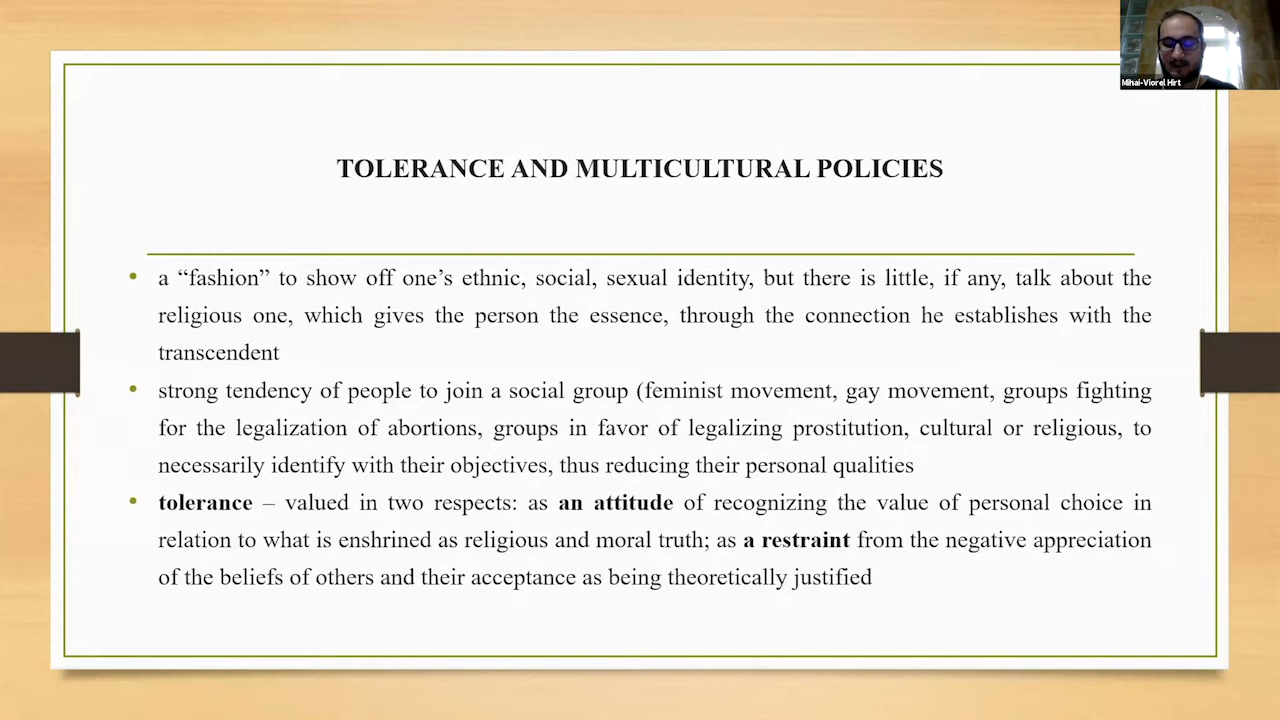 Mihai-Viorel Hirt
TOLERANCE AND MULTICULTURAL POLICIES
• a “fashion” to show off one’s ethnic, social, sexual identity, but there is little, if any, talk about the
religious one, which gives the person the essence, through the connection he establishes with the
transcendent
• strong tendency of people to join a social group (feminist movement, gay movement, groups fighting
for the legalization of abortions, groups in favor of legalizing prostitution, cultural or religious, to
necessarily identify with their objectives, thus reducing their personal qualities
• tolerance – valued in two respects: as an attitude of recognizing the value of personal choice in
relation to what is enshrined as religious and moral truth; as a restraint from the negative appreciation
of the beliefs of others and their acceptance as being theoretically justified